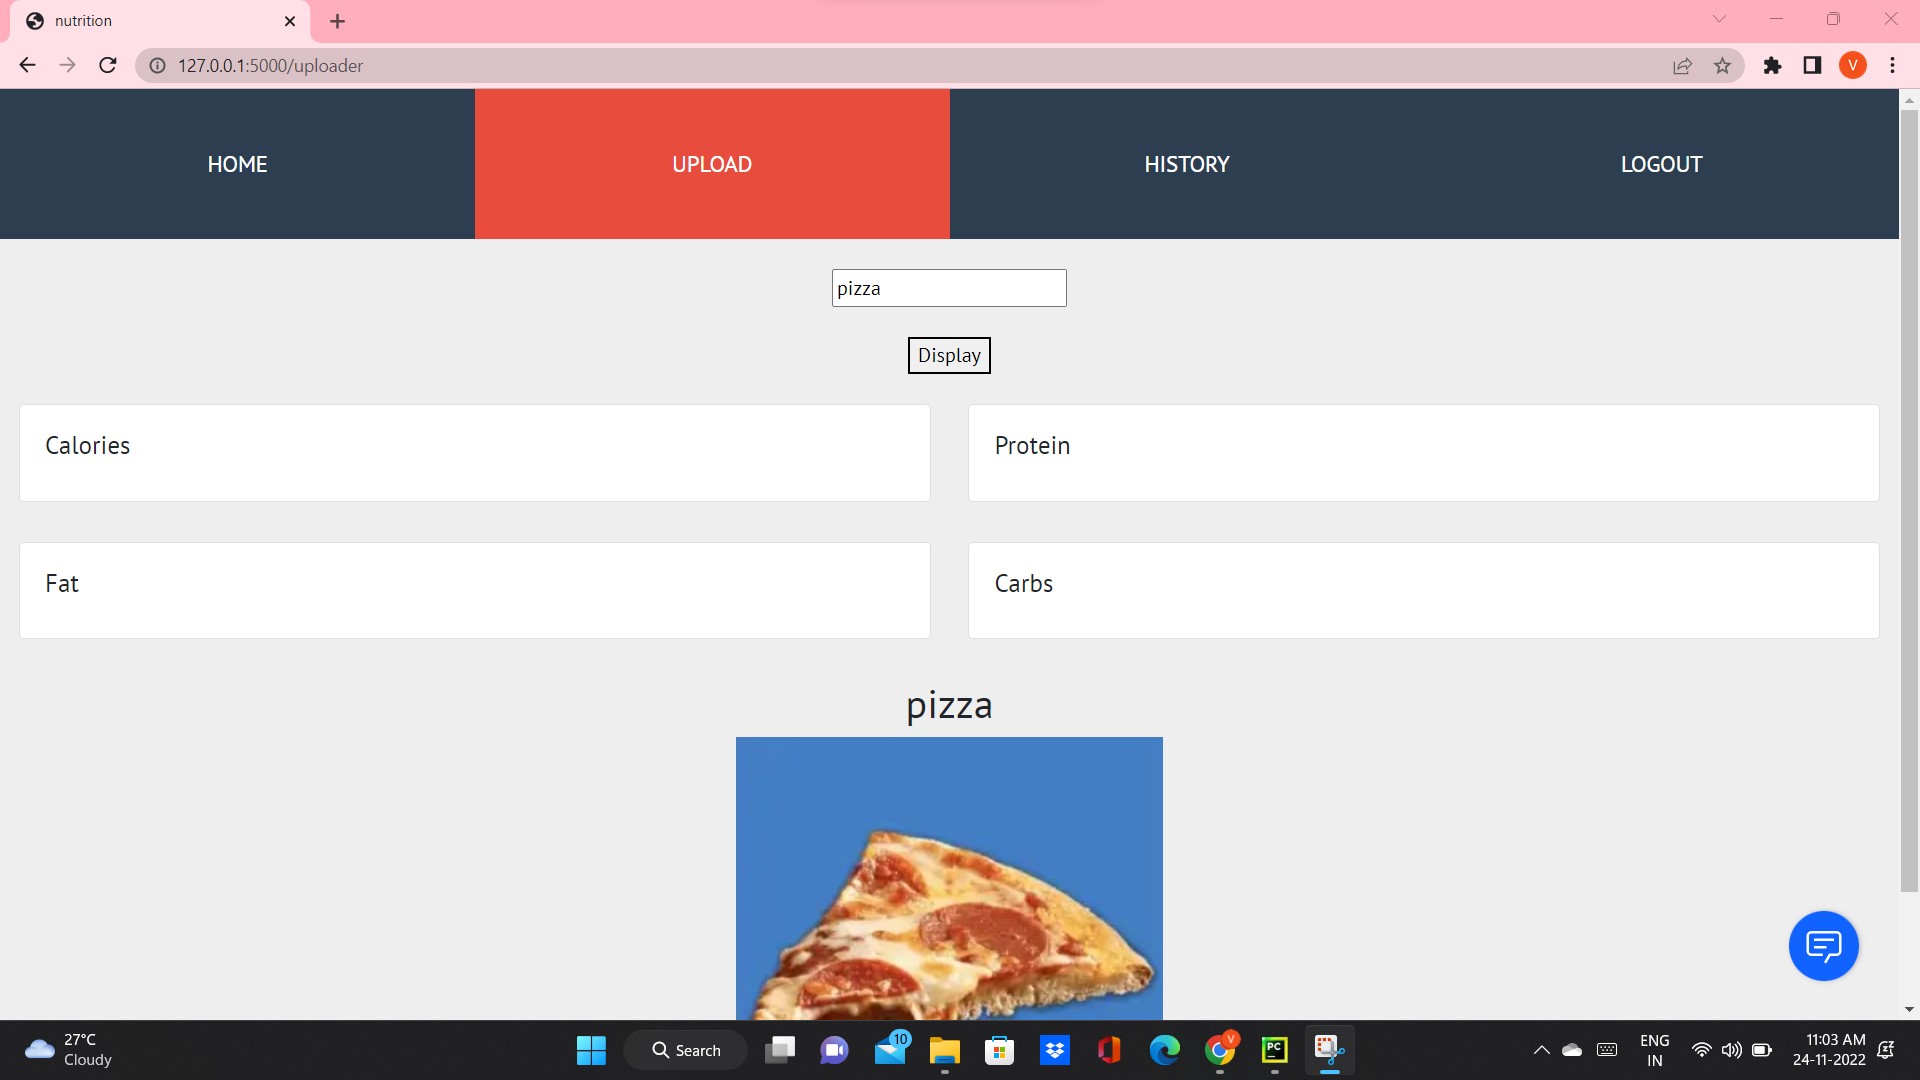 nutrition
127.0.0.1:5000/uploader
V
HOME
UPLOAD
HISTORY
LOGOUT
pizza
Display
Calories
Protein
Fat
Carbs
pizza
27°C
Cloudy
Search
10
V
PC
ENG
IN
11:03 AM
24-11-2022